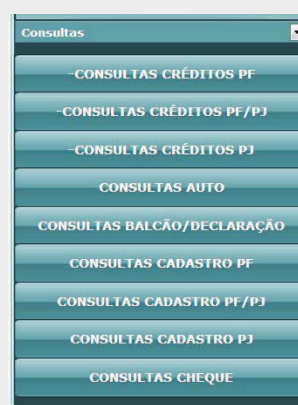 Consultas
-CONSULTAS CRÉDITOS PF
-CONSULTAS CRÉDITOS PF/PJ
-CONSULTAS CRÉDITOS PJ
CONSULTAS AUTO
CONSULTAS BALCÃO/DECLARAÇÃO
CONSULTAS CADASTRO PF
CONSULTAS CADASTRO PF/PJ
CONSULTAS CADASTRO PJ
CONSULTAS CHEQUE